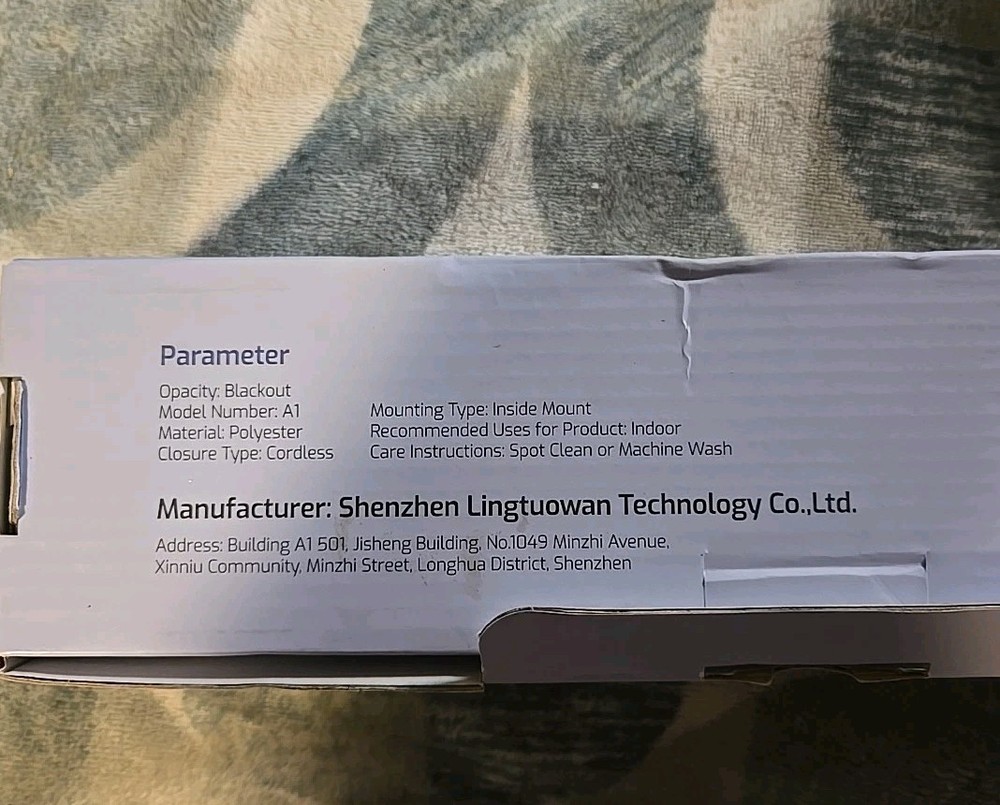 Parameter
Opacity: Blackout
Model Number: A1
Material: Polyester
Closure Type: Cordless
Mounting Type: Inside Mount
Recommended Uses for Product: Indoor
Care Instructions: Spot Clean or Machine Wash
Manufacturer: Shenzhen Lingtuowan Technology Co.,Ltd.
Address: Building A1 501, Jisheng Building, No.1049 Minzhi Avenue,
Xinniu Community, Minzhi Street, Longhua District, Shenzhen